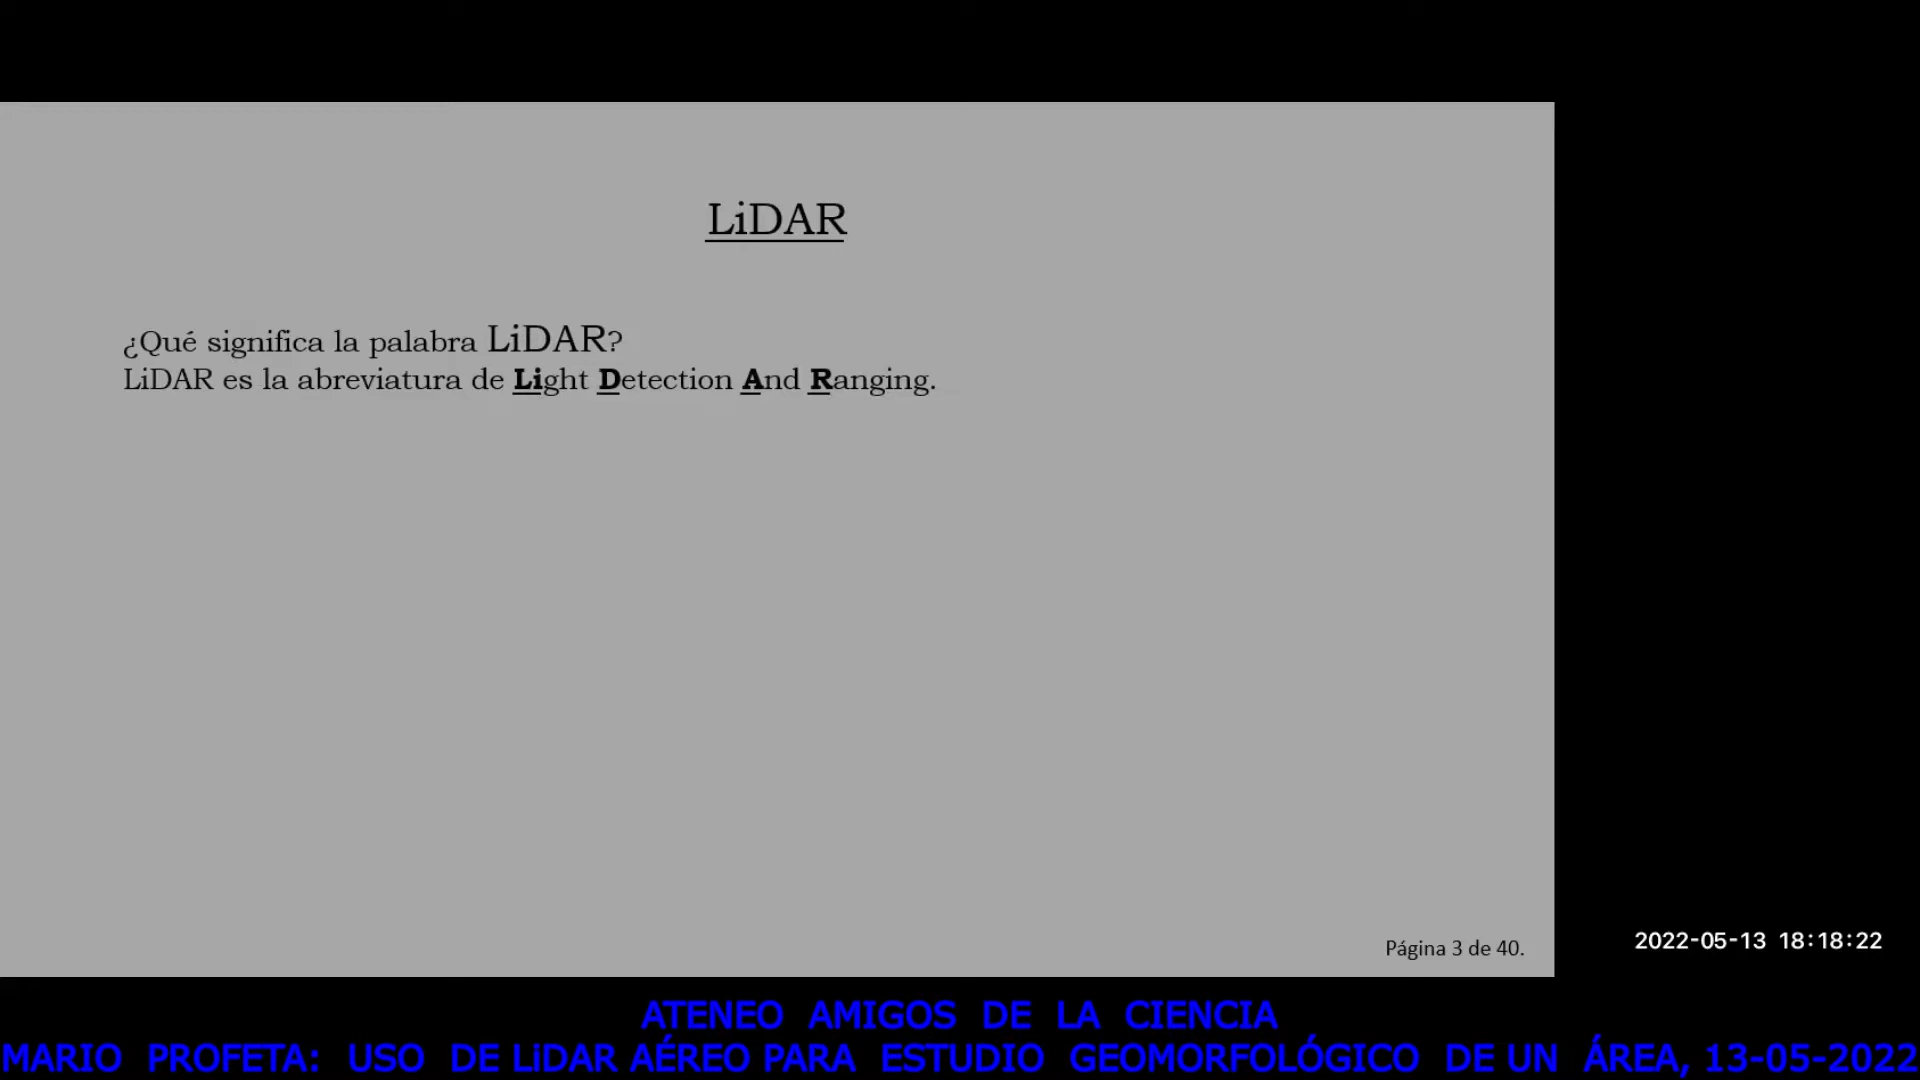 LiDAR
¿Qué significa la palabra LiDAR?
LiDAR es la abreviatura de Light Detection And Ranging.
Página 3 de 40.
2022-05-13 18:18:22
ATENEO AMIGOS DE LA CIENCIA
MARIO PROFETA: USO DE LiDAR AÉREO PARA ESTUDIO GEOMORFOLÓGICO DE UN ÁREA, 13-05-2022